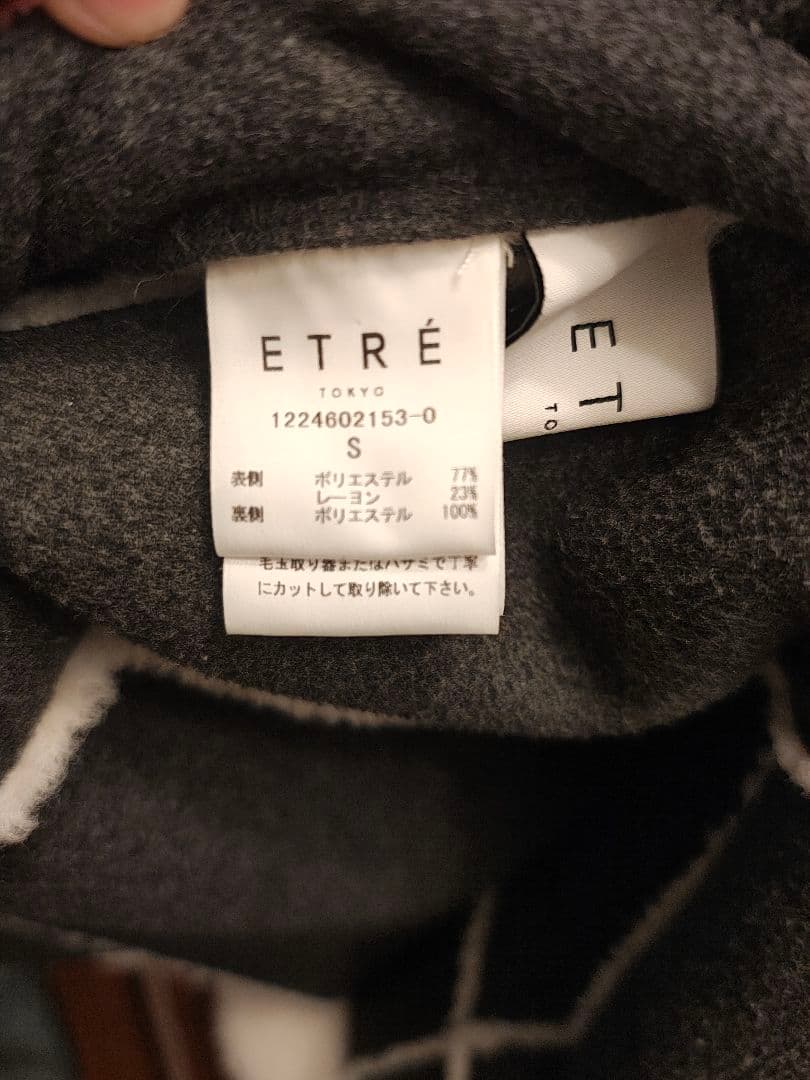 ETRÉ
TOKYO
1224602153-0
S
表側 ポリエステル 77%
レーヨン 23%
裏側 ポリエステル 100%
毛玉取り器またはハサミで丁寧
にカットして取り除いて下さい。
ET
TO